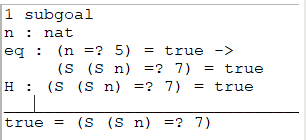 1 subgoal
n : nat
eq : (n =? 5) = true ->
(S (S n) =? 7) = true
H : (S (S n) =? 7) = true
true = (S (S n) =? 7)